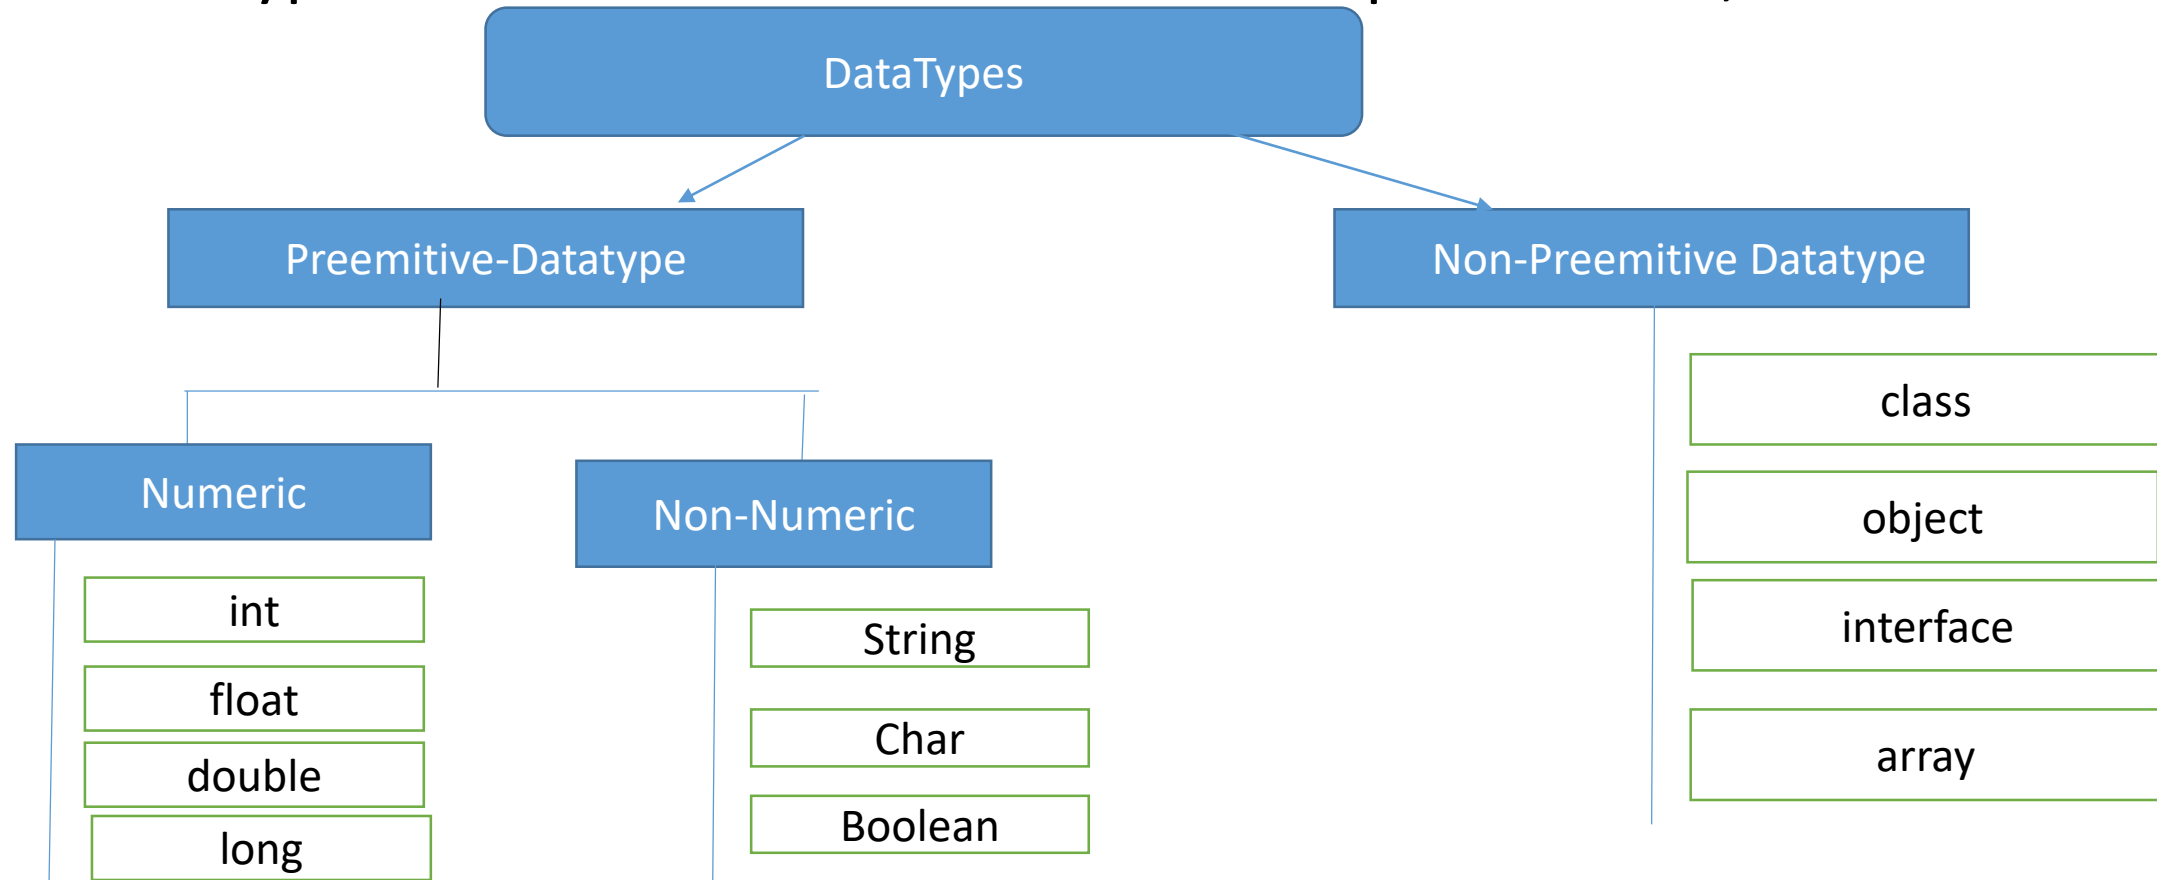 DataTypes
Preemitive-Datatype
Non-Preemitive Datatype
Numeric
Non-Numeric
int
float
double
long
String
Char
Boolean
class
object
interface
array